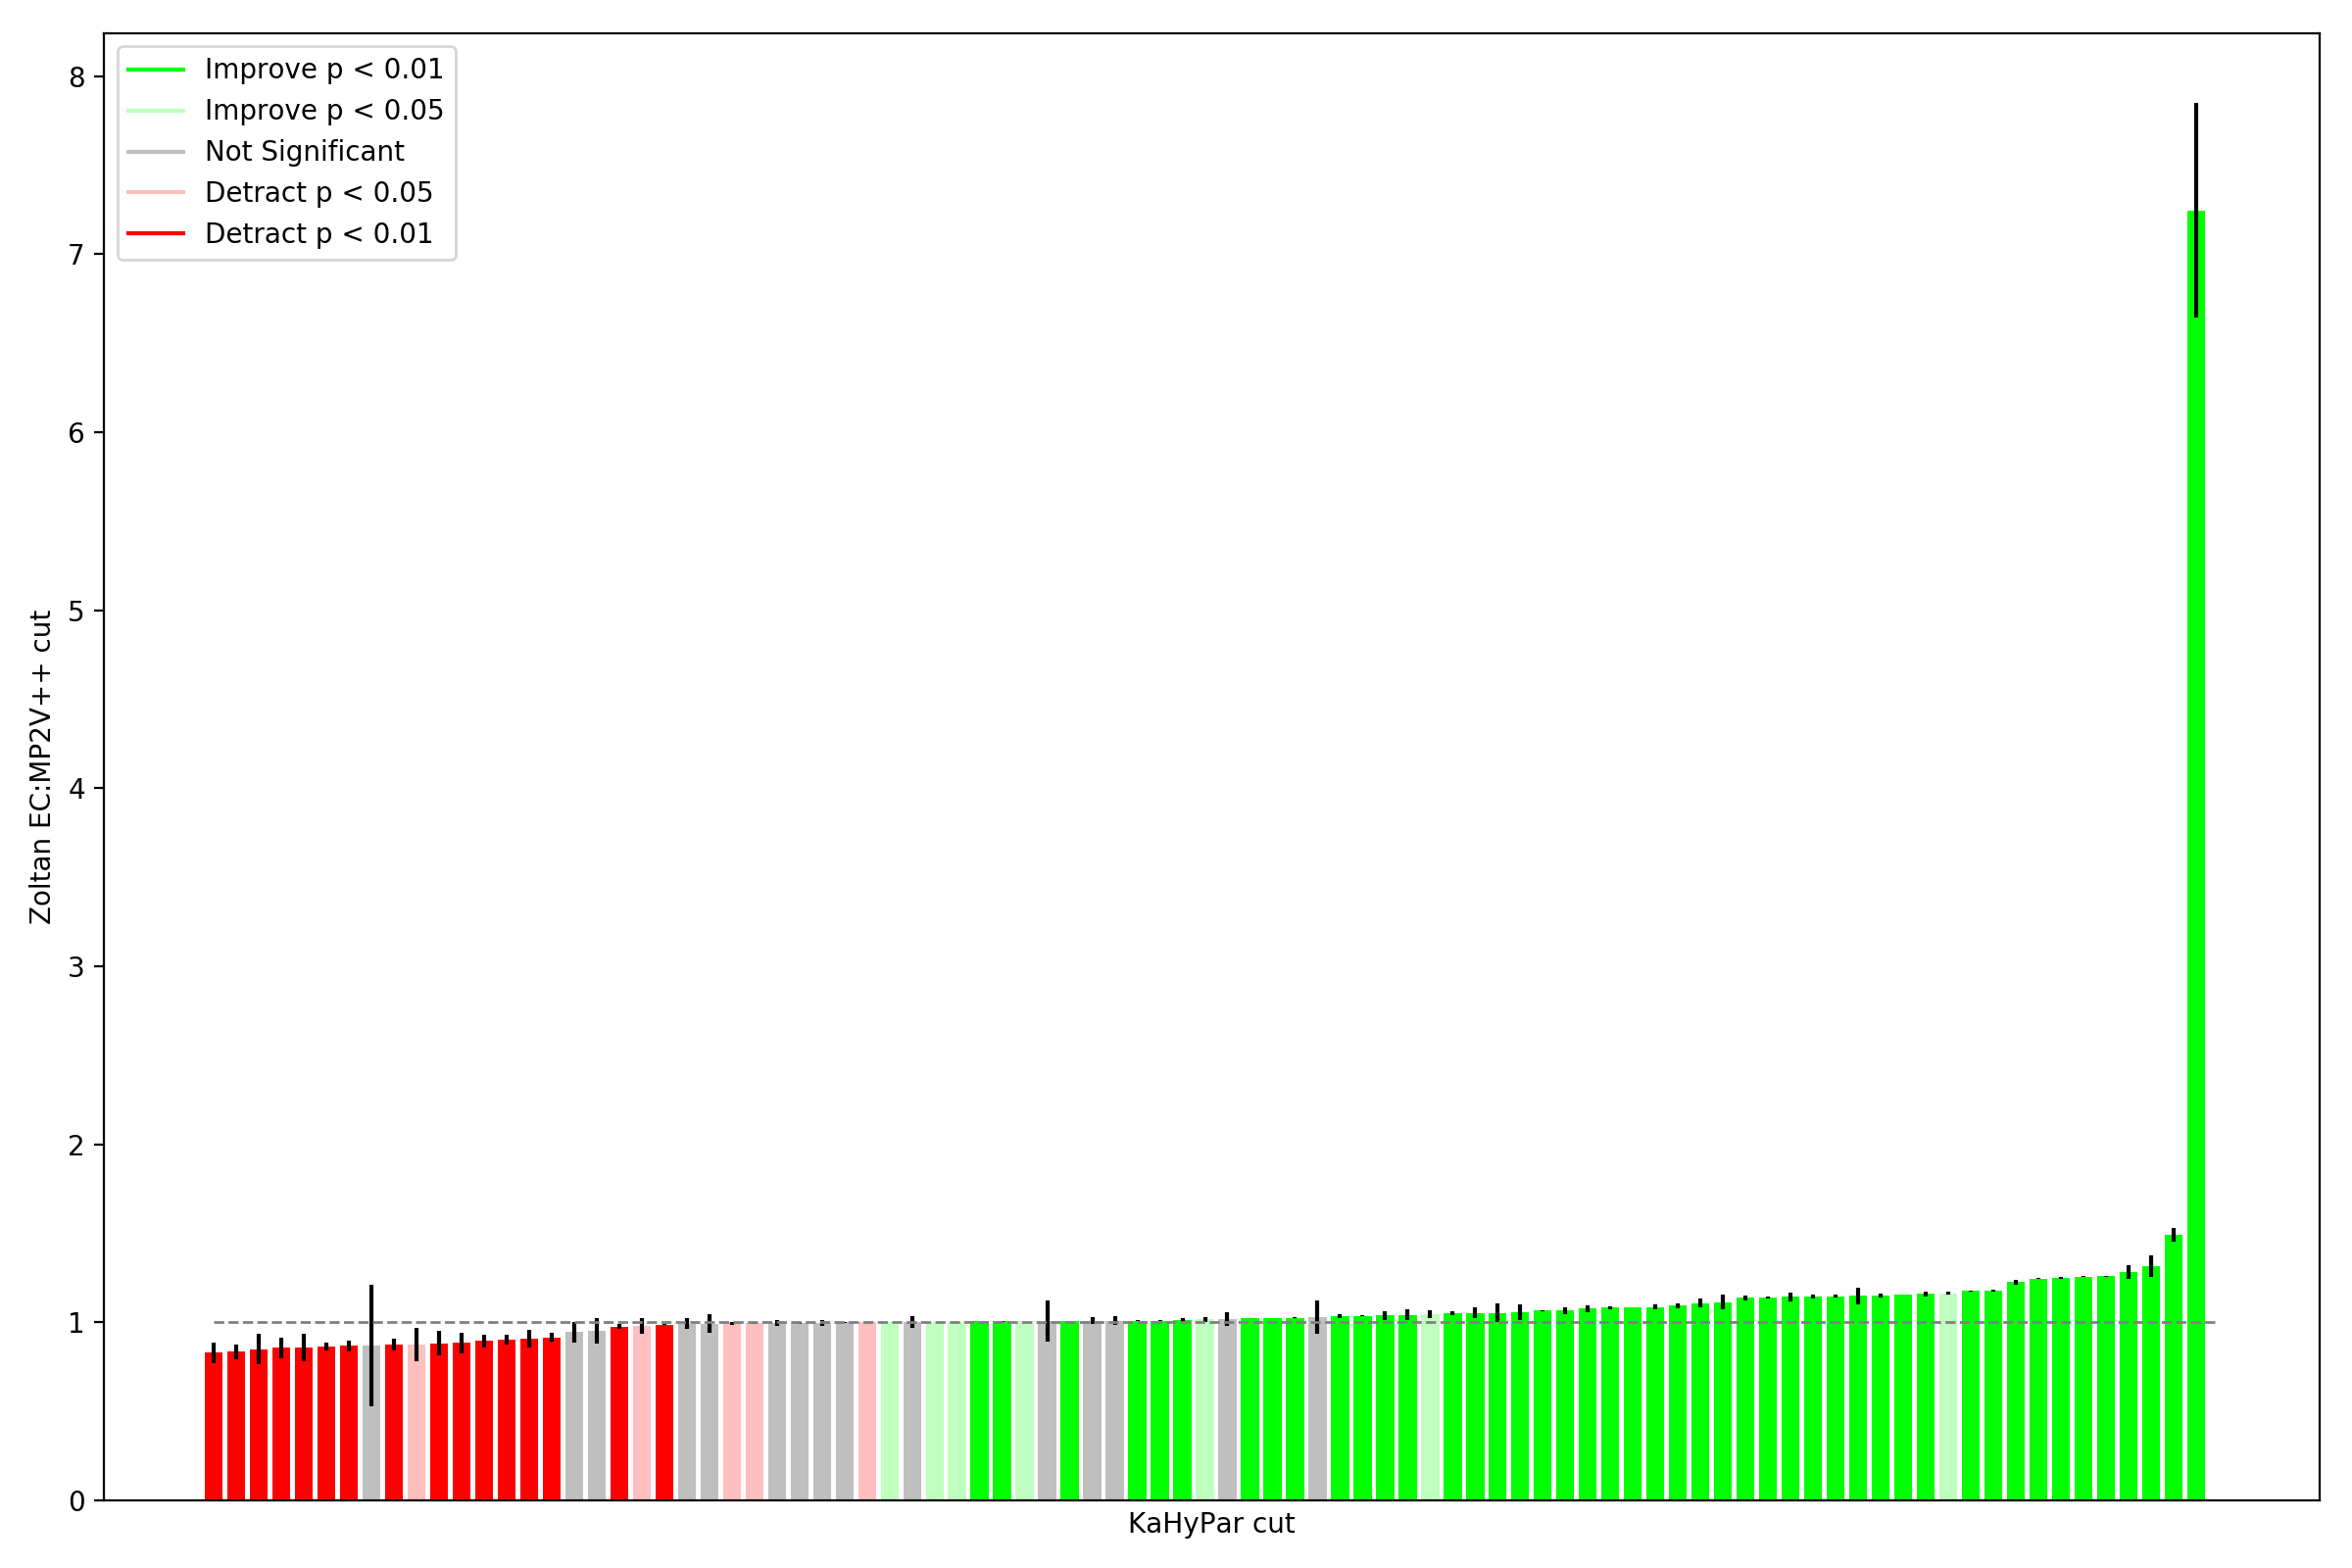 Improve p < 0.01
Improve p < 0.05
Not Significant
Detract p < 0.05
Detract p < 0.01
8
7
6
5
4
3
2
1
0
Zoltan EC:MP2V++ cut
KaHyPar cut